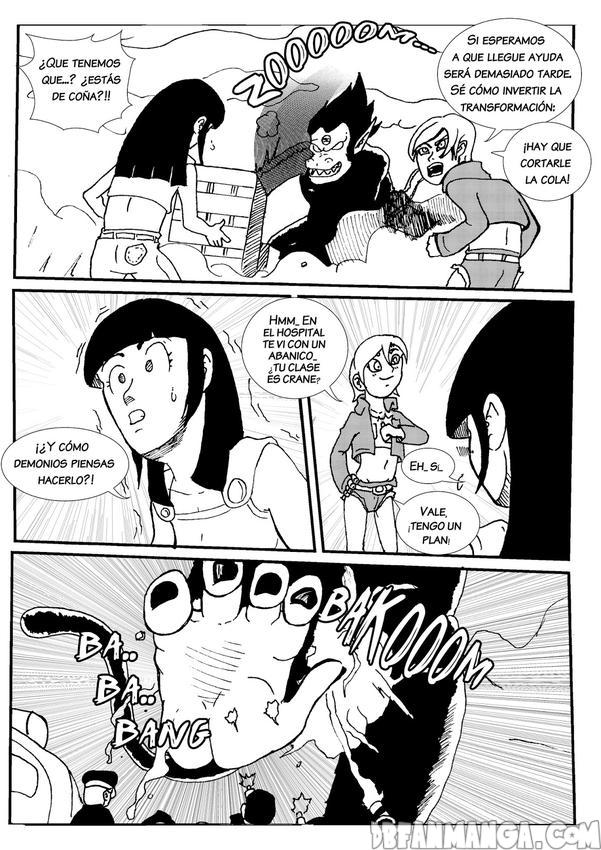 ¿Que tenemos
que...? ¿estás
de coña?!!
ZOOOOOM...
Si esperamos
a que llegue ayuda
será demasiado tarde.
Sé cómo invertir la
transformación:
¡Hay que
cortarle
la cola!
¡¿Y cómo
demonios piensas
hacerlo?!
Hmm... En
el hospital
te vi con un
abanico...
¿Tu clase
es Crane?
Eh... Sí...
Vale,
¡tengo un
plan!
BA..
BA..
BANG
BAKOOOM
DBFANMANGA.COM